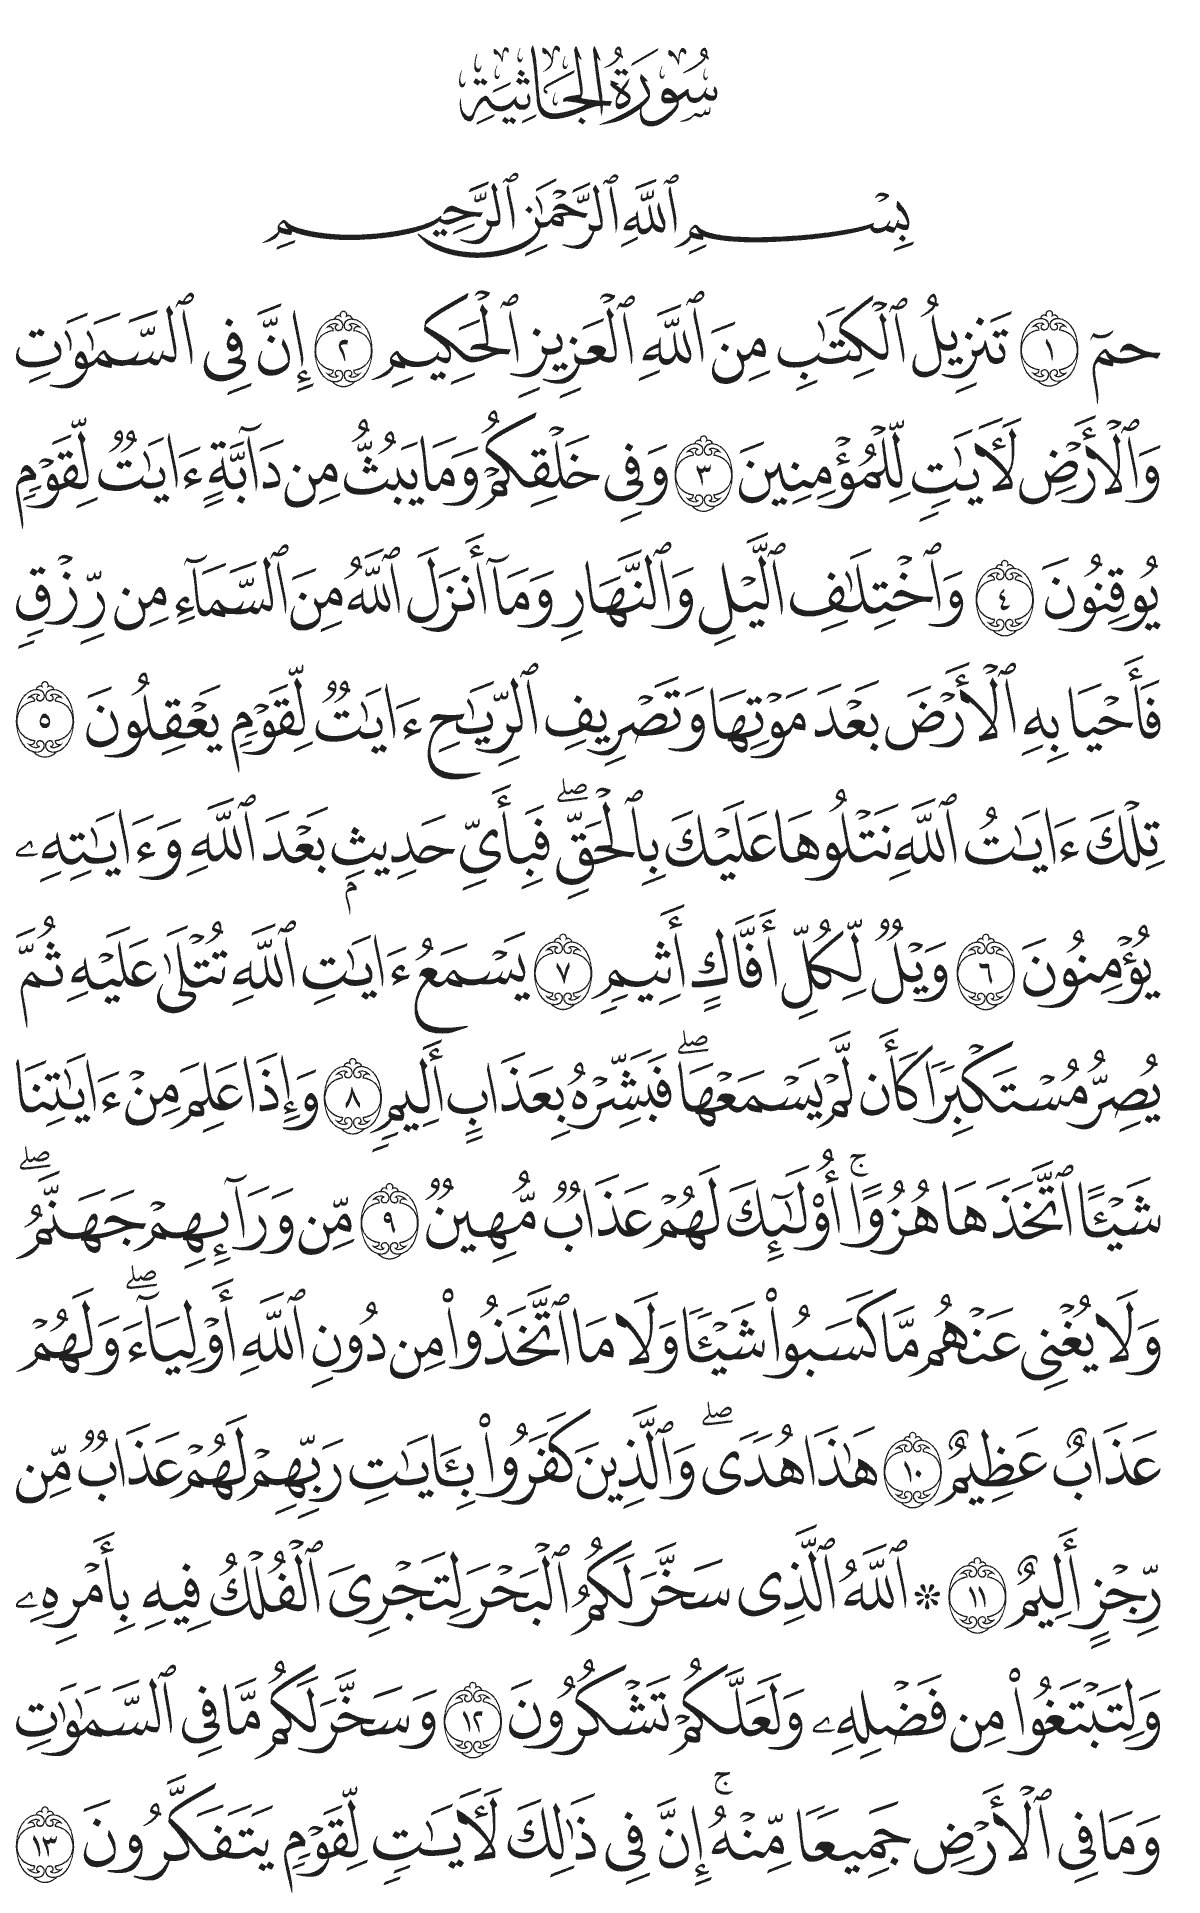 سُورَةُ الجَاثِيَةِ
بِسْمِ ٱللَّهِ ٱلرَّحْمَٰنِ ٱلرَّحِيمِ
حمٓ ١ تَنزِيلُ ٱلْكِتَٰبِ مِنَ ٱللَّهِ ٱلْعَزِيزِ ٱلْحَكِيمِ ٢ إِنَّ فِى ٱلسَّمَٰوَٰتِ
وَٱلْأَرْضِ لَأٓيَٰتٍ لِّلْمُؤْمِنِينَ ٣ وَفِى خَلْقِكُمْ وَمَا يَبُثُّ مِن دَآبَّةٍ ءَايَٰتٌ لِّقَوْمٍ
يُوقِنُونَ ٤ وَٱخْتِلَٰفِ ٱلَّيْلِ وَٱلنَّهَارِ وَمَآ أَنزَلَ ٱللَّهُ مِنَ ٱلسَّمَآءِ مِن رِّزْقٍ
فَأَحْيَا بِهِ ٱلْأَرْضَ بَعْدَ مَوْتِهَا وَتَصْرِيفِ ٱلرِّيَٰحِ ءَايَٰتٌ لِّقَوْمٍ يَعْقِلُونَ ٥
تِلْكَ ءَايَٰتُ ٱللَّهِ نَتْلُوهَا عَلَيْكَ بِٱلْحَقِّ ۖ فَبِأَىِّ حَدِيثٍۭ بَعْدَ ٱللَّهِ وَءَايَٰتِهِۦ
يُؤْمِنُونَ ٦ وَيْلٌ لِّكُلِّ أَفَّاكٍ أَثِيمٍ ٧ يَسْمَعُ ءَايَٰتِ ٱللَّهِ تُتْلَىٰ عَلَيْهِ ثُمَّ
يُصِرُّ مُسْتَكْبِرًا كَأَن لَّمْ يَسْمَعْهَا ۖ فَبَشِّرْهُ بِعَذَابٍ أَلِيمٍ ٨ وَإِذَا عَلِمَ مِنْ ءَايَٰتِنَا
شَيْـًٔا ٱتَّخَذَهَا هُزُوًا ۚ أُو۟لَٰٓئِكَ لَهُمْ عَذَابٌ مُّهِينٌ ٩ مِّن وَرَآئِهِمْ جَهَنَّمُ ۖ
وَلَا يُغْنِى عَنْهُم مَّا كَسَبُوا۟ شَيْـًٔا وَلَا مَا ٱتَّخَذُوا۟ مِن دُونِ ٱللَّهِ أَوْلِيَآءَ ۖ وَلَهُمْ
عَذَابٌ عَظِيمٌ ١٠ هَٰذَا هُدًى ۖ وَٱلَّذِينَ كَفَرُوا۟ بِـَٔايَٰتِ رَبِّهِمْ لَهُمْ عَذَابٌ مِّن
رِّجْزٍ أَلِيمٌ ١١ ۞ ٱللَّهُ ٱلَّذِى سَخَّرَ لَكُمُ ٱلْبَحْرَ لِتَجْرِىَ ٱلْفُلْكُ فِيهِ بِأَمْرِهِۦ
وَلِتَبْتَغُوا۟ مِن فَضْلِهِۦ وَلَعَلَّكُمْ تَشْكُرُونَ ١٢ وَسَخَّرَ لَكُم مَّا فِى ٱلسَّمَٰوَٰتِ
وَمَا فِى ٱلْأَرْضِ جَمِيعًا مِّنْهُ ۚ إِنَّ فِى ذَٰلِكَ لَأٓيَٰتٍ لِّقَوْمٍ يَتَفَكَّرُونَ ١٣